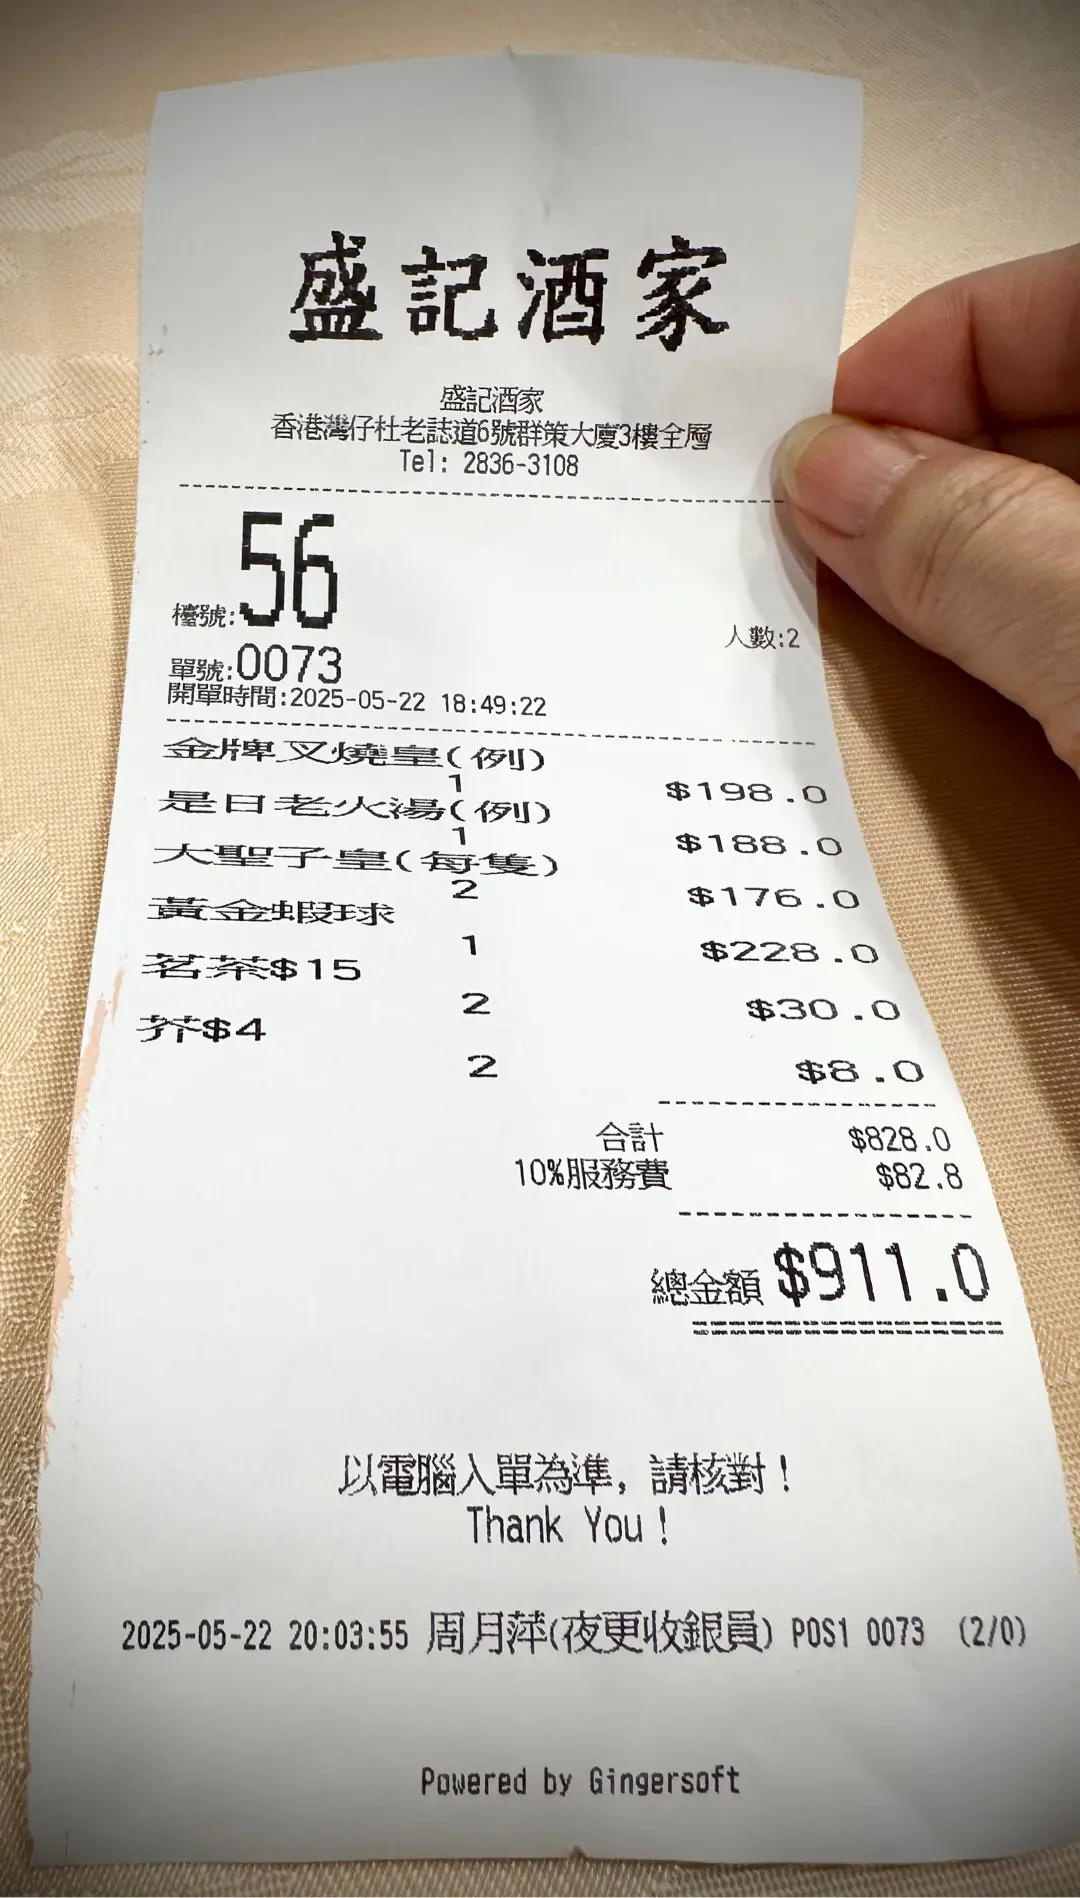 盛記酒家
盛記酒家
香港灣仔杜老誌道6號群策大廈3樓全層
Tel: 2836-3108
檯號:56
人數:2
單號:0073
開單時間:2025-05-22 18:49:22
金牌叉燒皇(例)
1 $198.0
是日老火湯(例)
1 $188.0
大聖子皇(每隻)
2 $176.0
黃金蝦球
1 $228.0
茗茶$15
2 $30.0
芥$4
2 $8.0
合計 $828.0
10%服務費 $82.8
總金額 $911.0
以電腦入單為準，請核對！
Thank You！
2025-05-22 20:03:55 周月萍(夜更收銀員) POS1 0073 (2/0)
Powered by Gingersoft